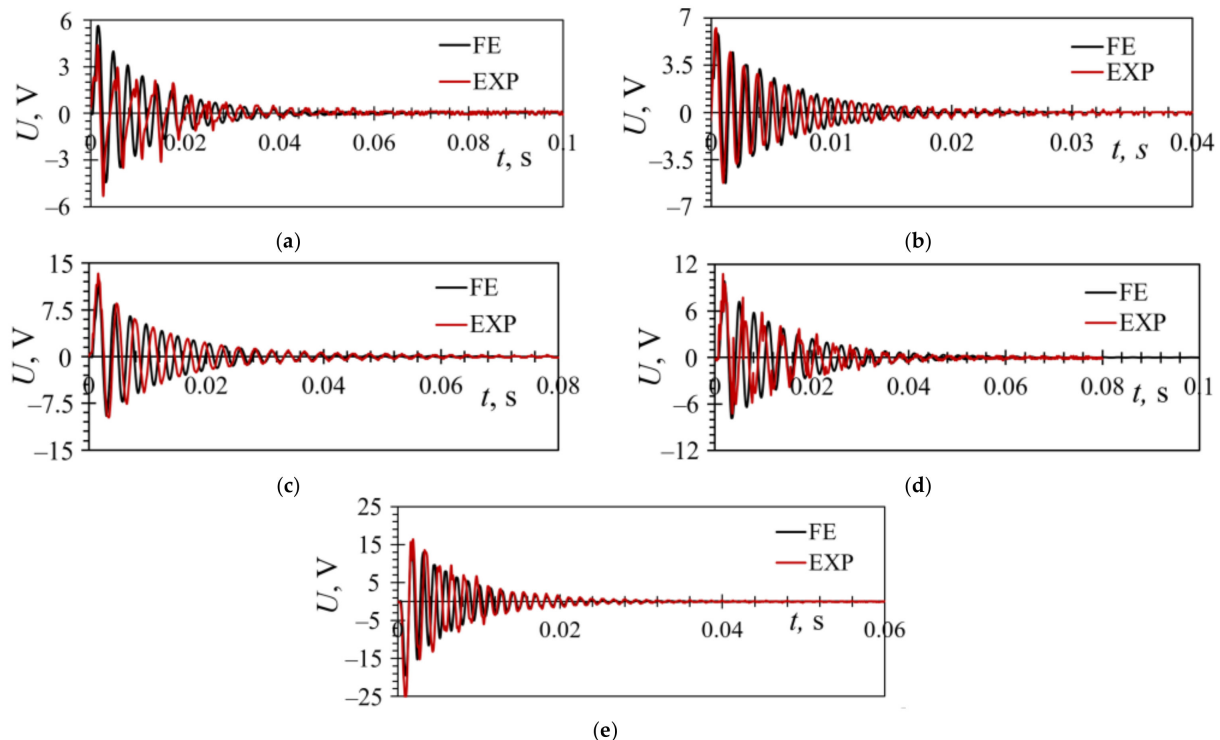 6
3
0
–3
–6
U, V
FE
EXP
0 0.02 0.04 0.06 0.08 0.1
t, s
(a)
7
3.5
0
–3.5
–7
U, V
FE
EXP
0 0.01 0.02 0.03 0.04
t, s
(b)
15
7.5
0
–7.5
–15
U, V
FE
EXP
0 0.02 0.04 0.06 0.08
t, s
(c)
12
6
0
–6
–12
U, V
FE
EXP
0 0.02 0.04 0.06 0.08 0.1
t, s
(d)
25
15
5
–5
–15
–25
U, V
FE
EXP
0 0.02 0.04 0.06
t, s
(e)